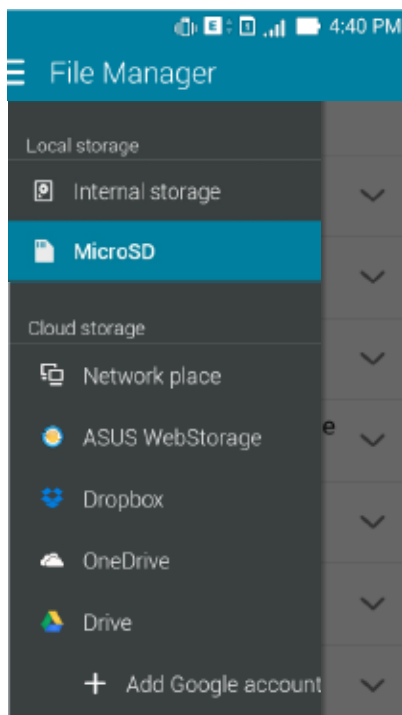 E 1 4:40 PM
File Manager
Local storage
Internal storage
MicroSD
Cloud storage
Network place
ASUS WebStorage
e
Dropbox
OneDrive
Drive
+ Add Google account